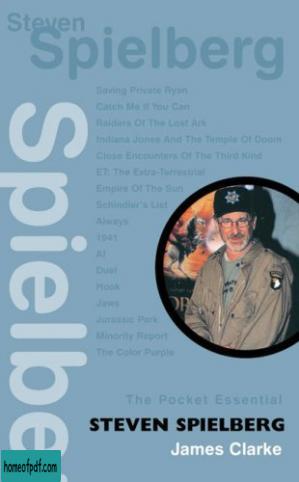 Steven
Spielberg
Spielber
Saving Private Ryan
Catch Me If You Can
Raiders Of The Lost Ark
Indiana Jones And The Temple Of Doom
Close Encounters Of The Third Kind
ET: The Extra-Terrestrial
Empire Of The Sun
Schindler's List
Always
1941
AI
Duel
Hook
Jaws
Jurassic Park
Minority Report
The Color Purple
The Pocket Essential
STEVEN SPIELBERG
James Clarke
homeofpdf.com